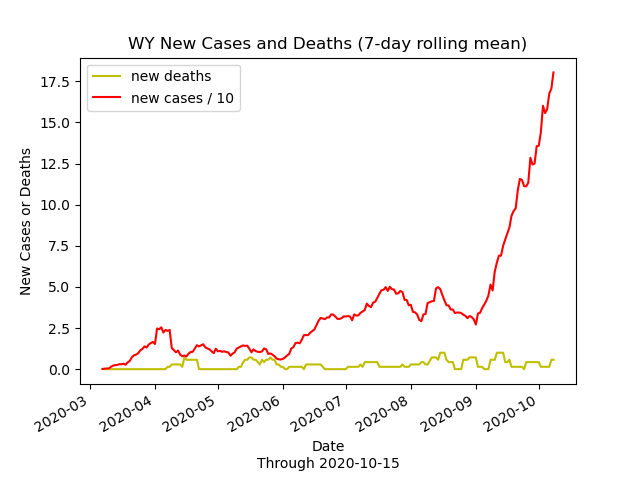 WY New Cases and Deaths (7-day rolling mean)
new deaths
new cases / 10
17.5
15.0
12.5
10.0
7.5
5.0
2.5
0.0
New Cases or Deaths
2020-03
2020-04
2020-05
2020-06
2020-07
2020-08
2020-09
2020-10
Date
Through 2020-10-15